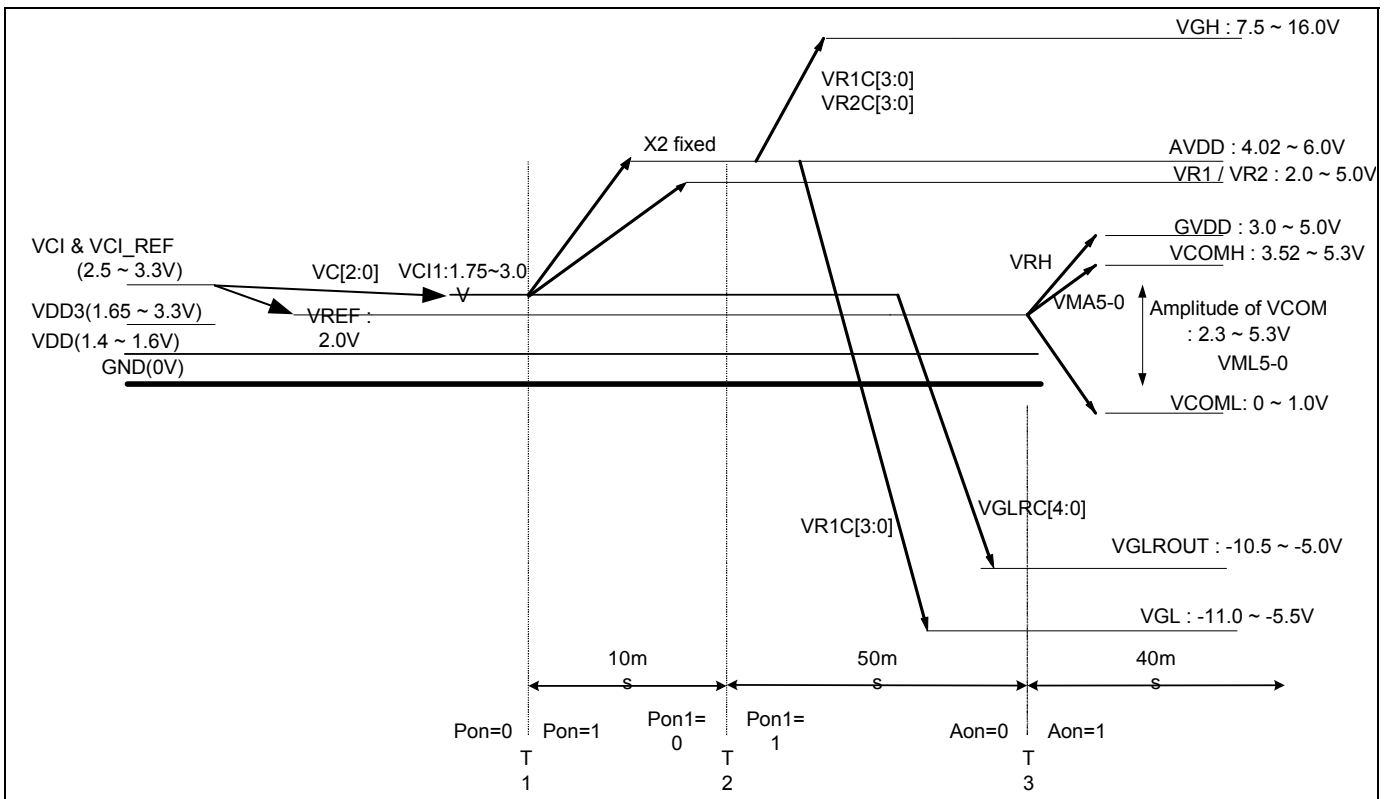 VGH : 7.5 ~ 16.0V
VR1C[3:0]
VR2C[3:0]
X2 fixed
AVDD : 4.02 ~ 6.0V
VR1 / VR2 : 2.0 ~ 5.0V
GVDD : 3.0 ~ 5.0V
VCOMH : 3.52 ~ 5.3V
VRH
VCI & VCI_REF
(2.5 ~ 3.3V)
VC[2:0]
VCI1:1.75~3.0
V
VMA5-0
VDD3(1.65 ~ 3.3V)
VREF :
2.0V
Amplitude of VCOM
: 2.3 ~ 5.3V
VML5-0
VDD(1.4 ~ 1.6V)
GND(0V)
VCOML: 0 ~ 1.0V
VGLRC[4:0]
VR1C[3:0]
VGLROUT : -10.5 ~ -5.0V
VGL : -11.0 ~ -5.5V
10m
s
50m
s
40m
s
Pon=0
Pon=1
Pon1=
0
Pon1=
1
Aon=0
Aon=1
T
1
T
2
T
3